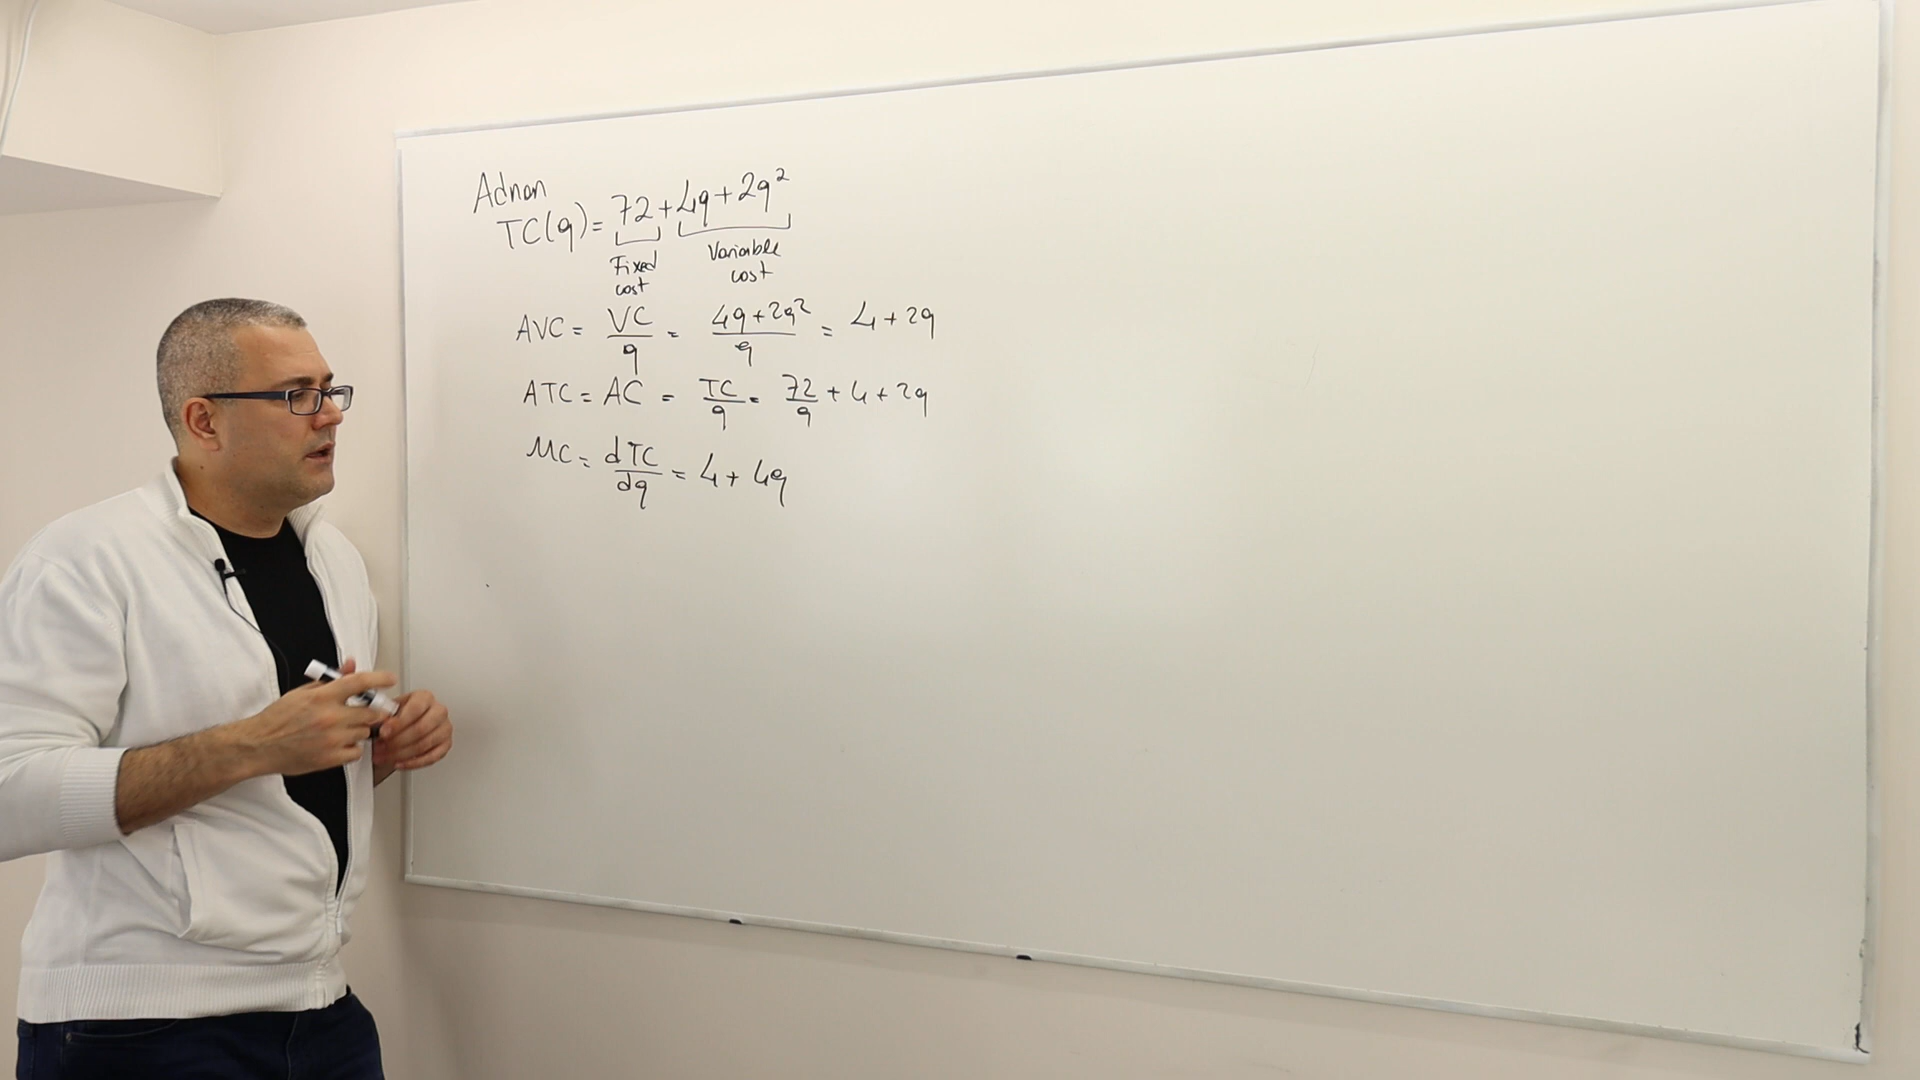 Adnan
TC(q) = 72 + 4q + 2q²
Fixed cost
Variable cost
AVC = VC/q = (4q + 2q²)/q = 4 + 2q
ATC = AC = TC/q = 72/q + 4 + 2q
MC = dTC/dq = 4 + 4q